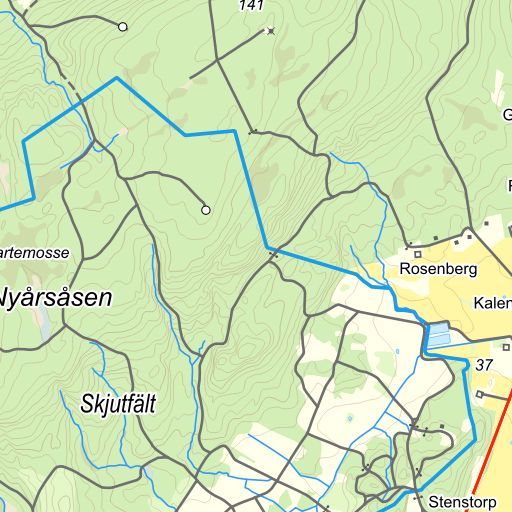 141
G
F
artemosse
Rosenberg
Nyårsåsen
Kalen
37
Skjutfält
Stenstorp